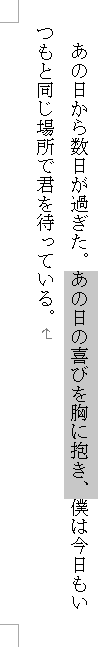 あの日から数日が過ぎた。あの日の喜びを胸に抱き、僕は今日もい
つもと同じ場所で君を待っている。